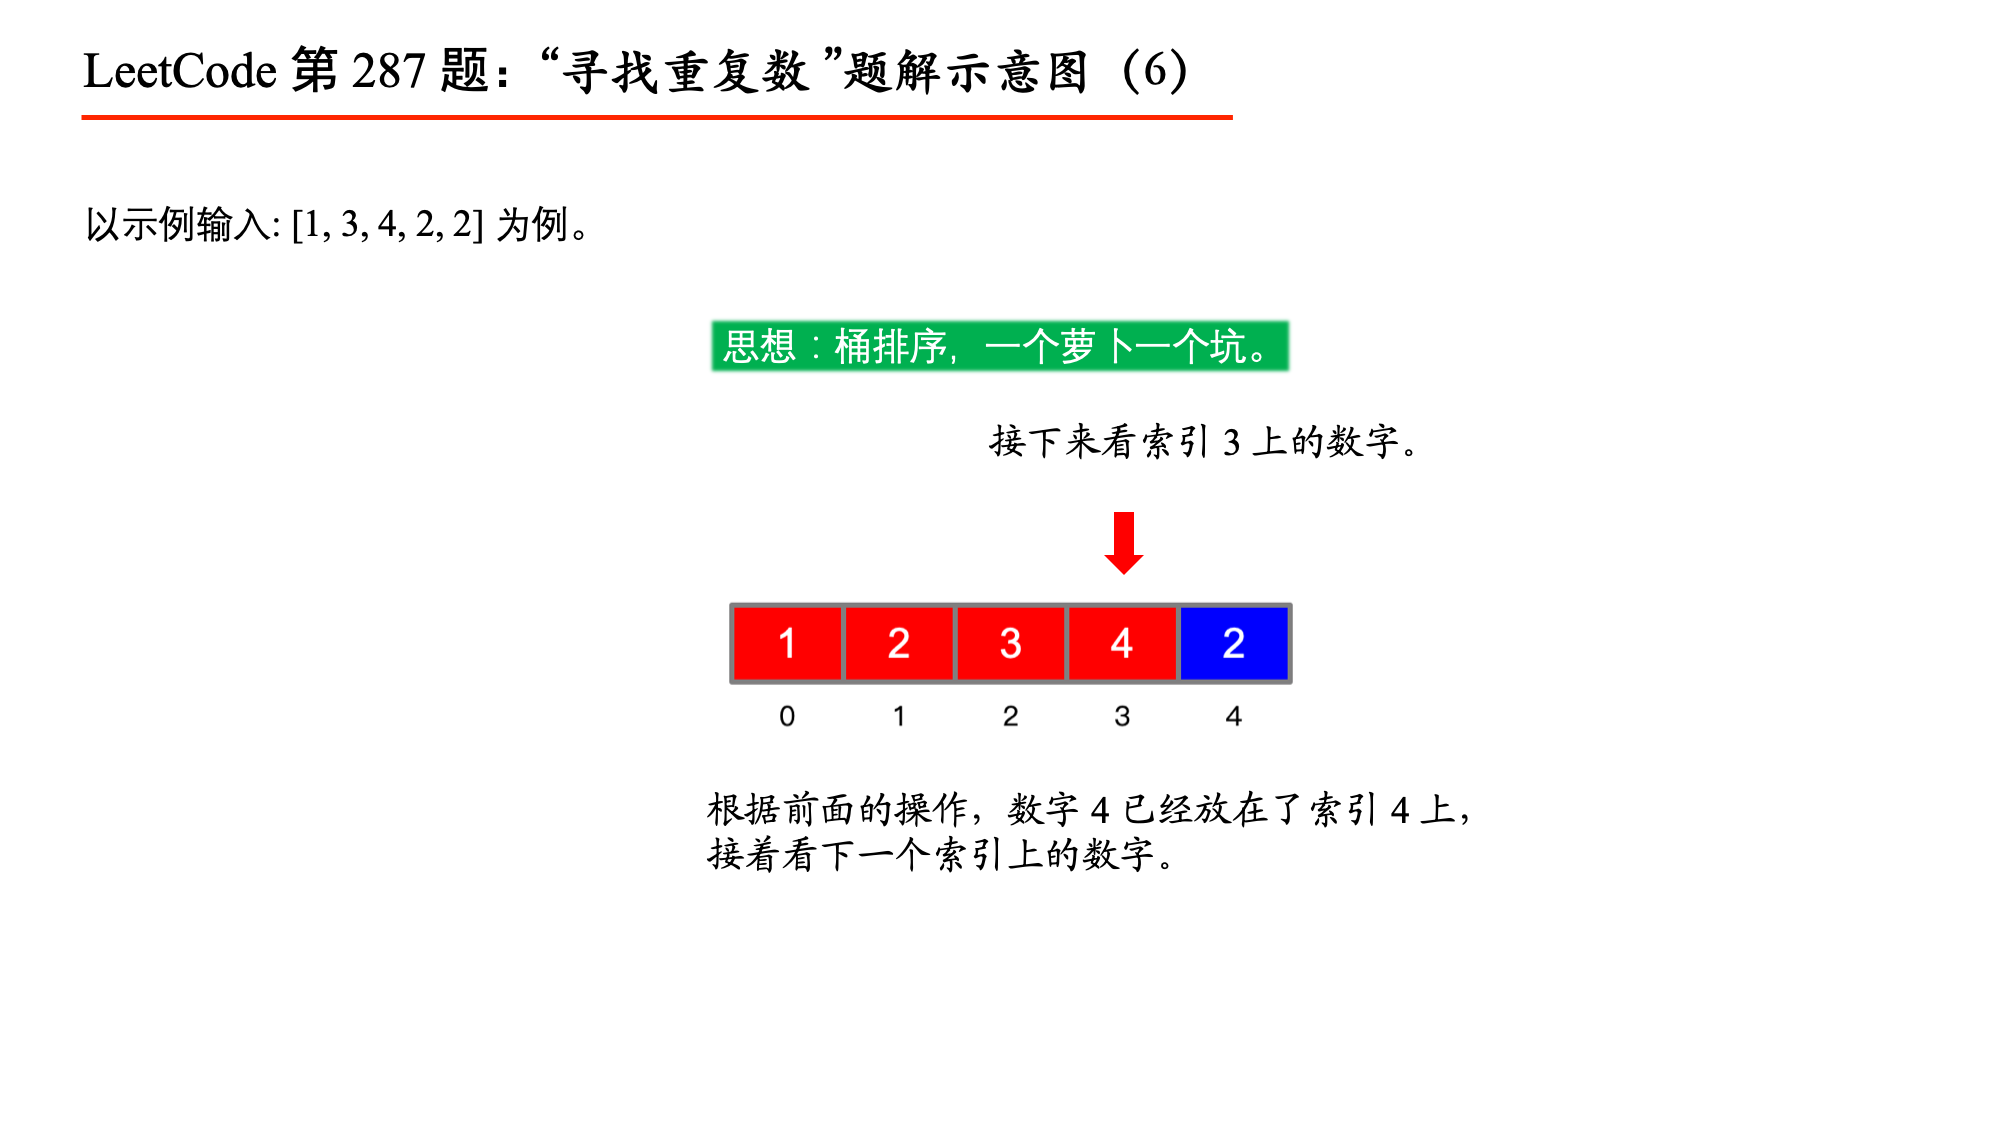 LeetCode 第 287 题：“寻找重复数”题解示意图（6）
以示例输入: [1, 3, 4, 2, 2] 为例。
思想：桶排序，一个萝卜一个坑。
接下来看索引 3 上的数字。
1 2 3 4 2
0 1 2 3 4
根据前面的操作，数字 4 已经放在了索引 4 上，
接着看下一个索引上的数字。